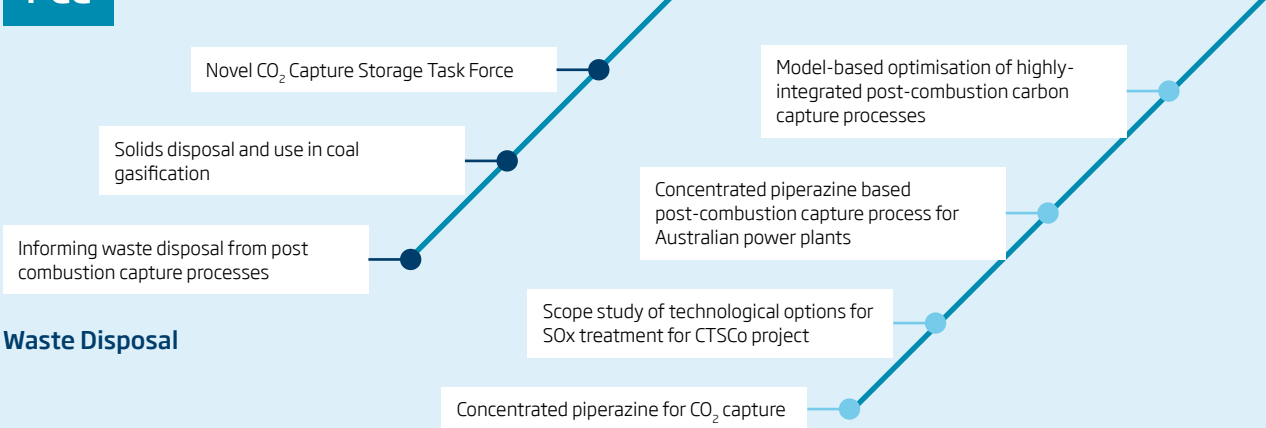 Novel CO₂ Capture Storage Task Force
Solids disposal and use in coal
gasification
Informing waste disposal from post
combustion capture processes
Waste Disposal
Model-based optimisation of highly-
integrated post-combustion carbon
capture processes
Concentrated piperazine based
post-combustion capture process for
Australian power plants
Scope study of technological options for
SOx treatment for CTSCo project
Concentrated piperazine for CO₂ capture